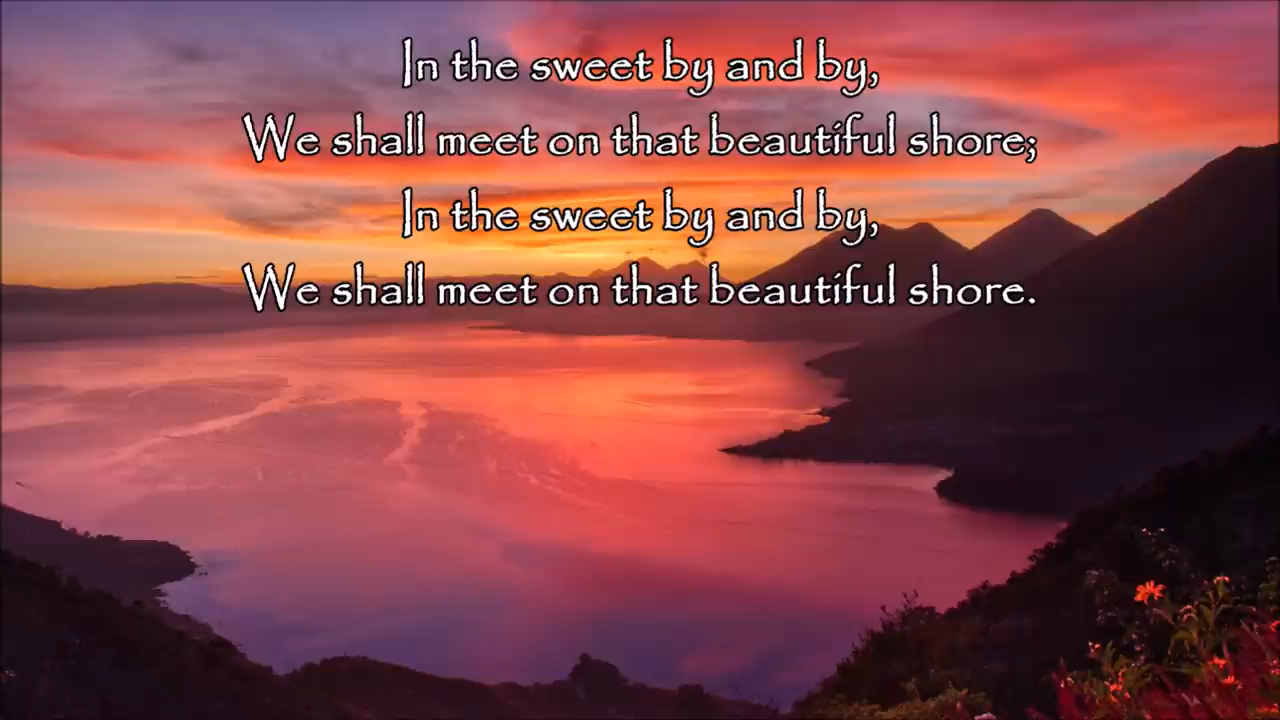 In the sweet by and by,
We shall meet on that beautiful shore;
In the sweet by and by,
We shall meet on that beautiful shore.